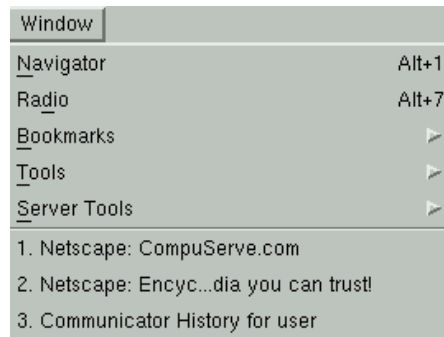 Window
Navigator Alt+1
Radio Alt+7
Bookmarks
Tools
Server Tools
1. Netscape: CompuServe.com
2. Netscape: Encyc...dia you can trust!
3. Communicator History for user